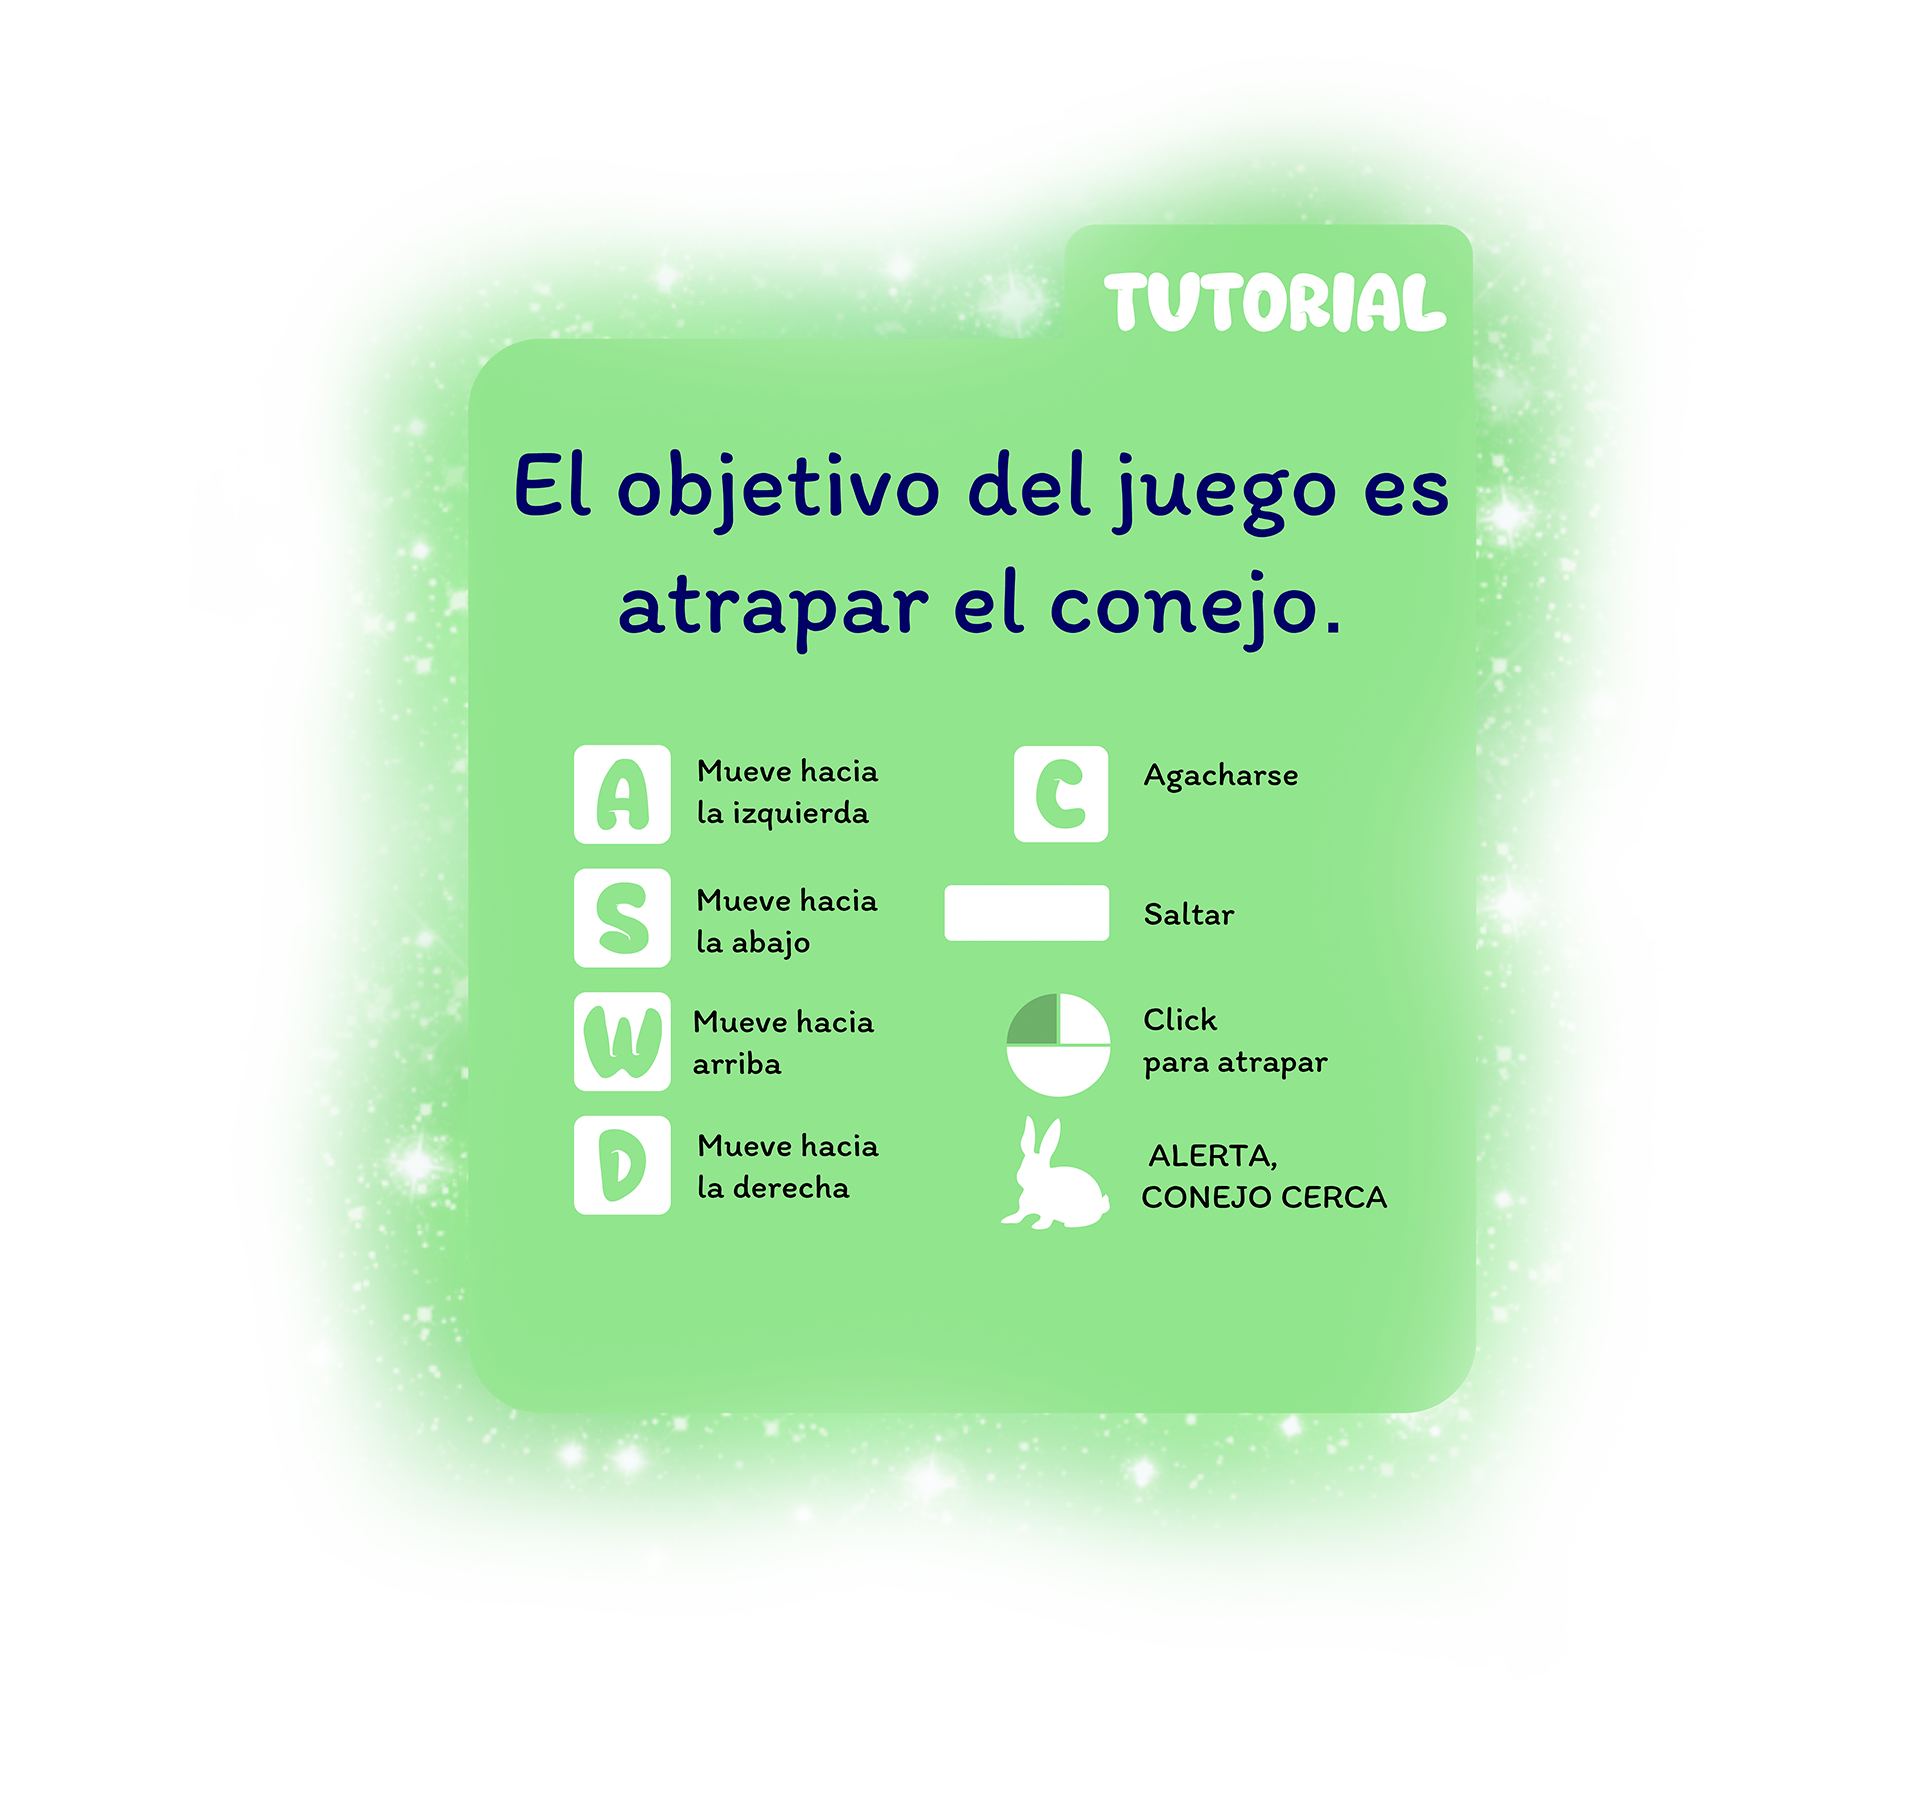 TUTORIAL
El objetivo del juego es
atrapar el conejo.
A
Mueve hacia
la izquierda
S
Mueve hacia
la abajo
W
Mueve hacia
arriba
D
Mueve hacia
la derecha
C
Agacharse
Saltar
Click
para atrapar
ALERTA,
CONEJO CERCA